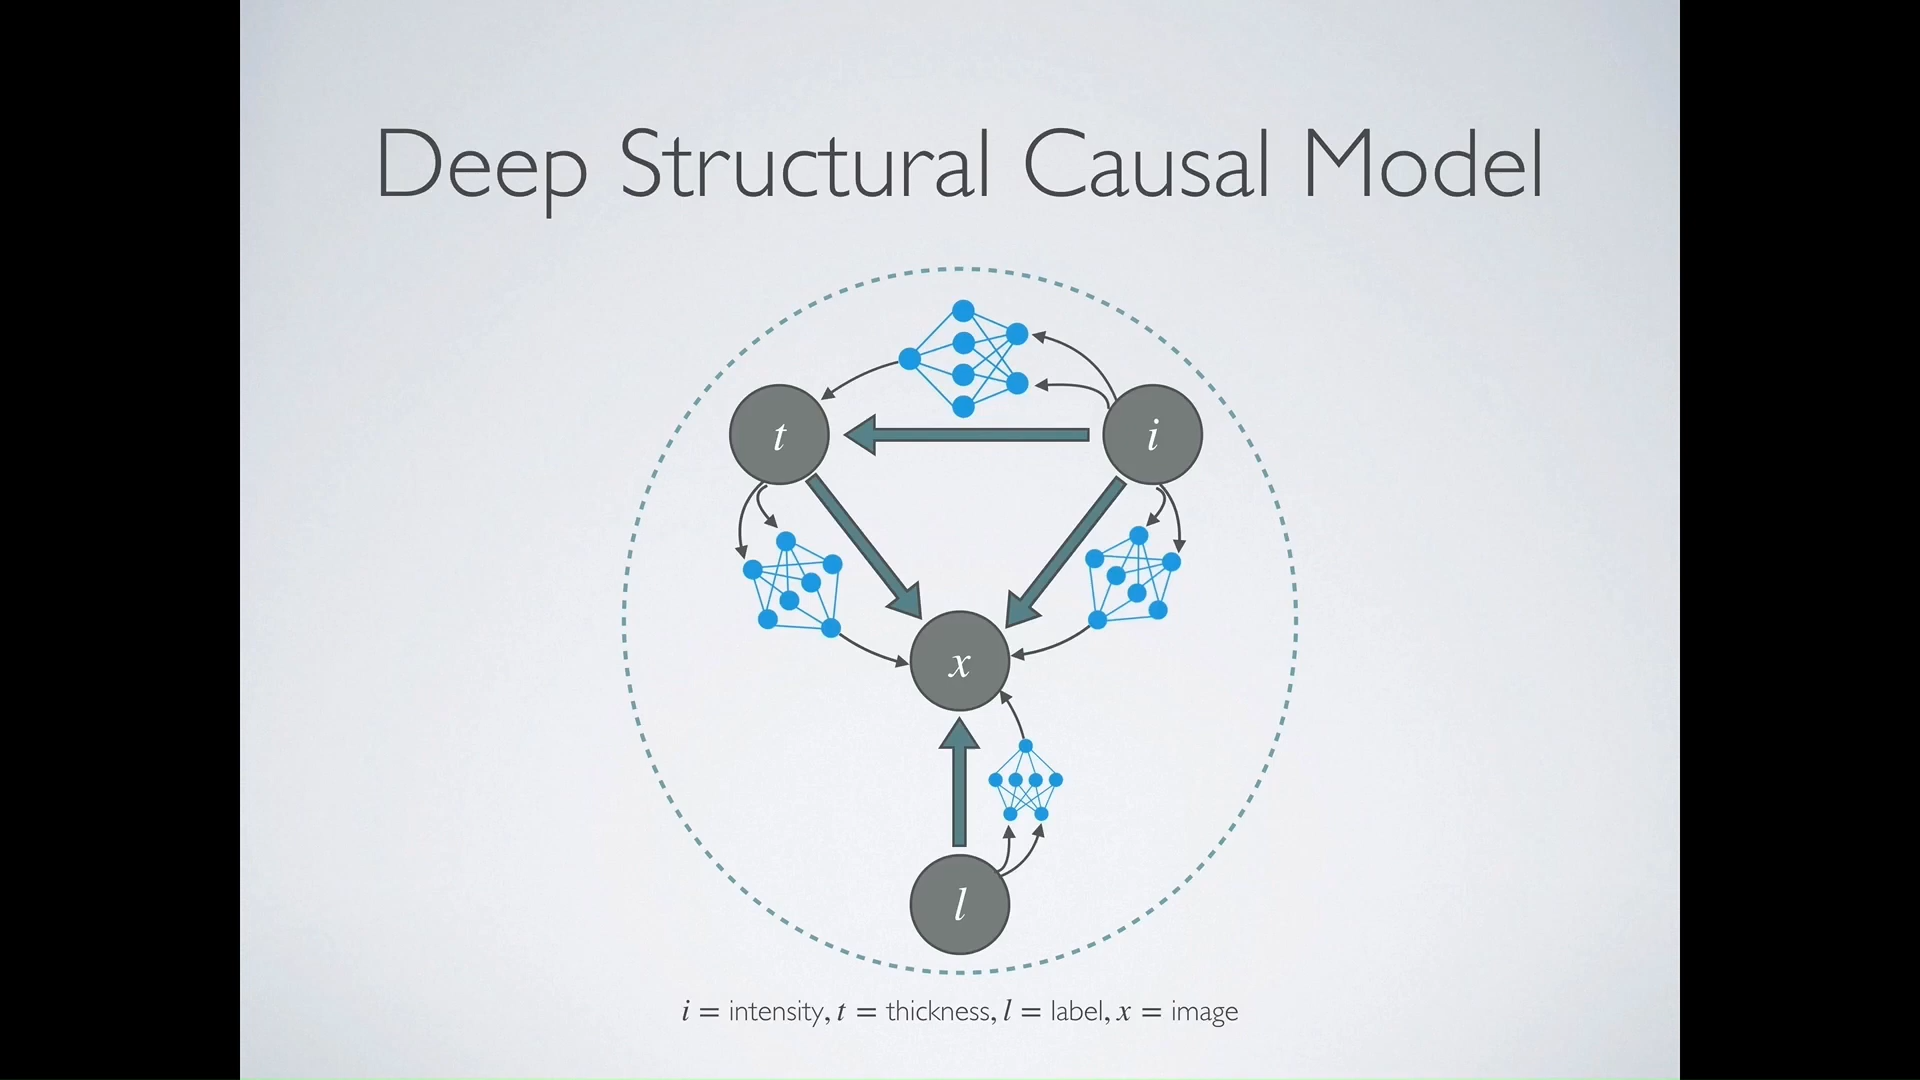 Deep Structural Causal Model
t
i
x
l
i = intensity, t = thickness, l = label, x = image